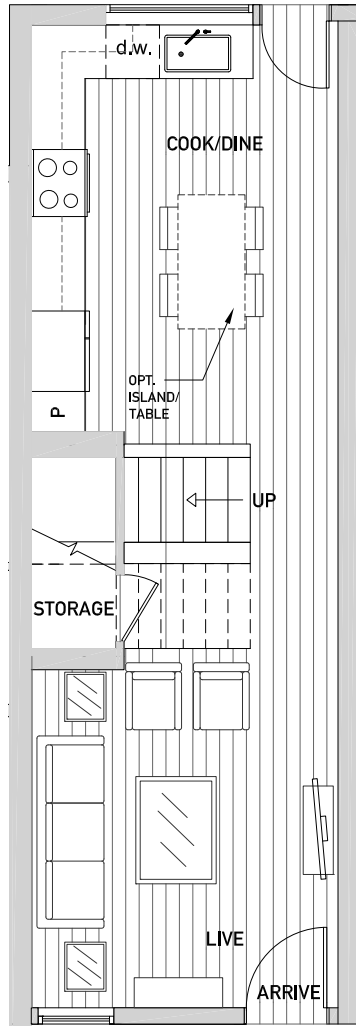 d.w.
COOK/DINE
OPT.
ISLAND/
TABLE
P
UP
STORAGE
LIVE
ARRIVE